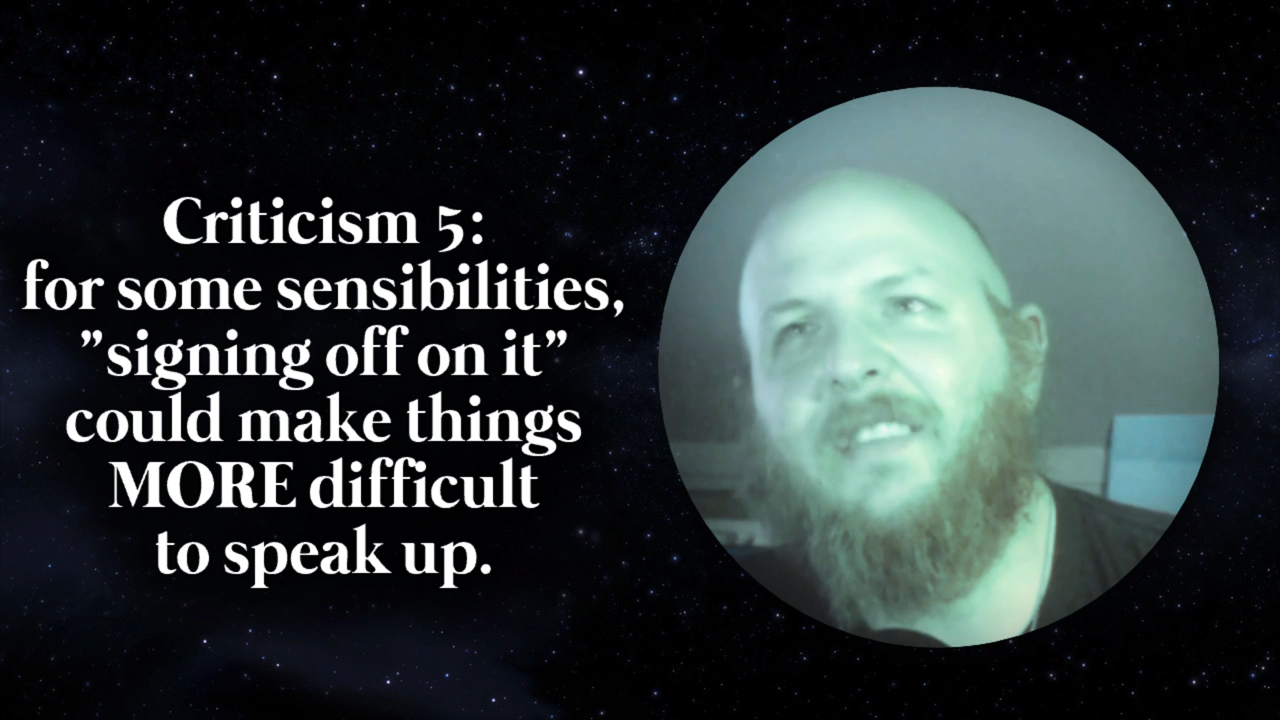 Criticism 5:
for some sensibilities,
”signing off on it”
could make things
MORE difficult
to speak up.